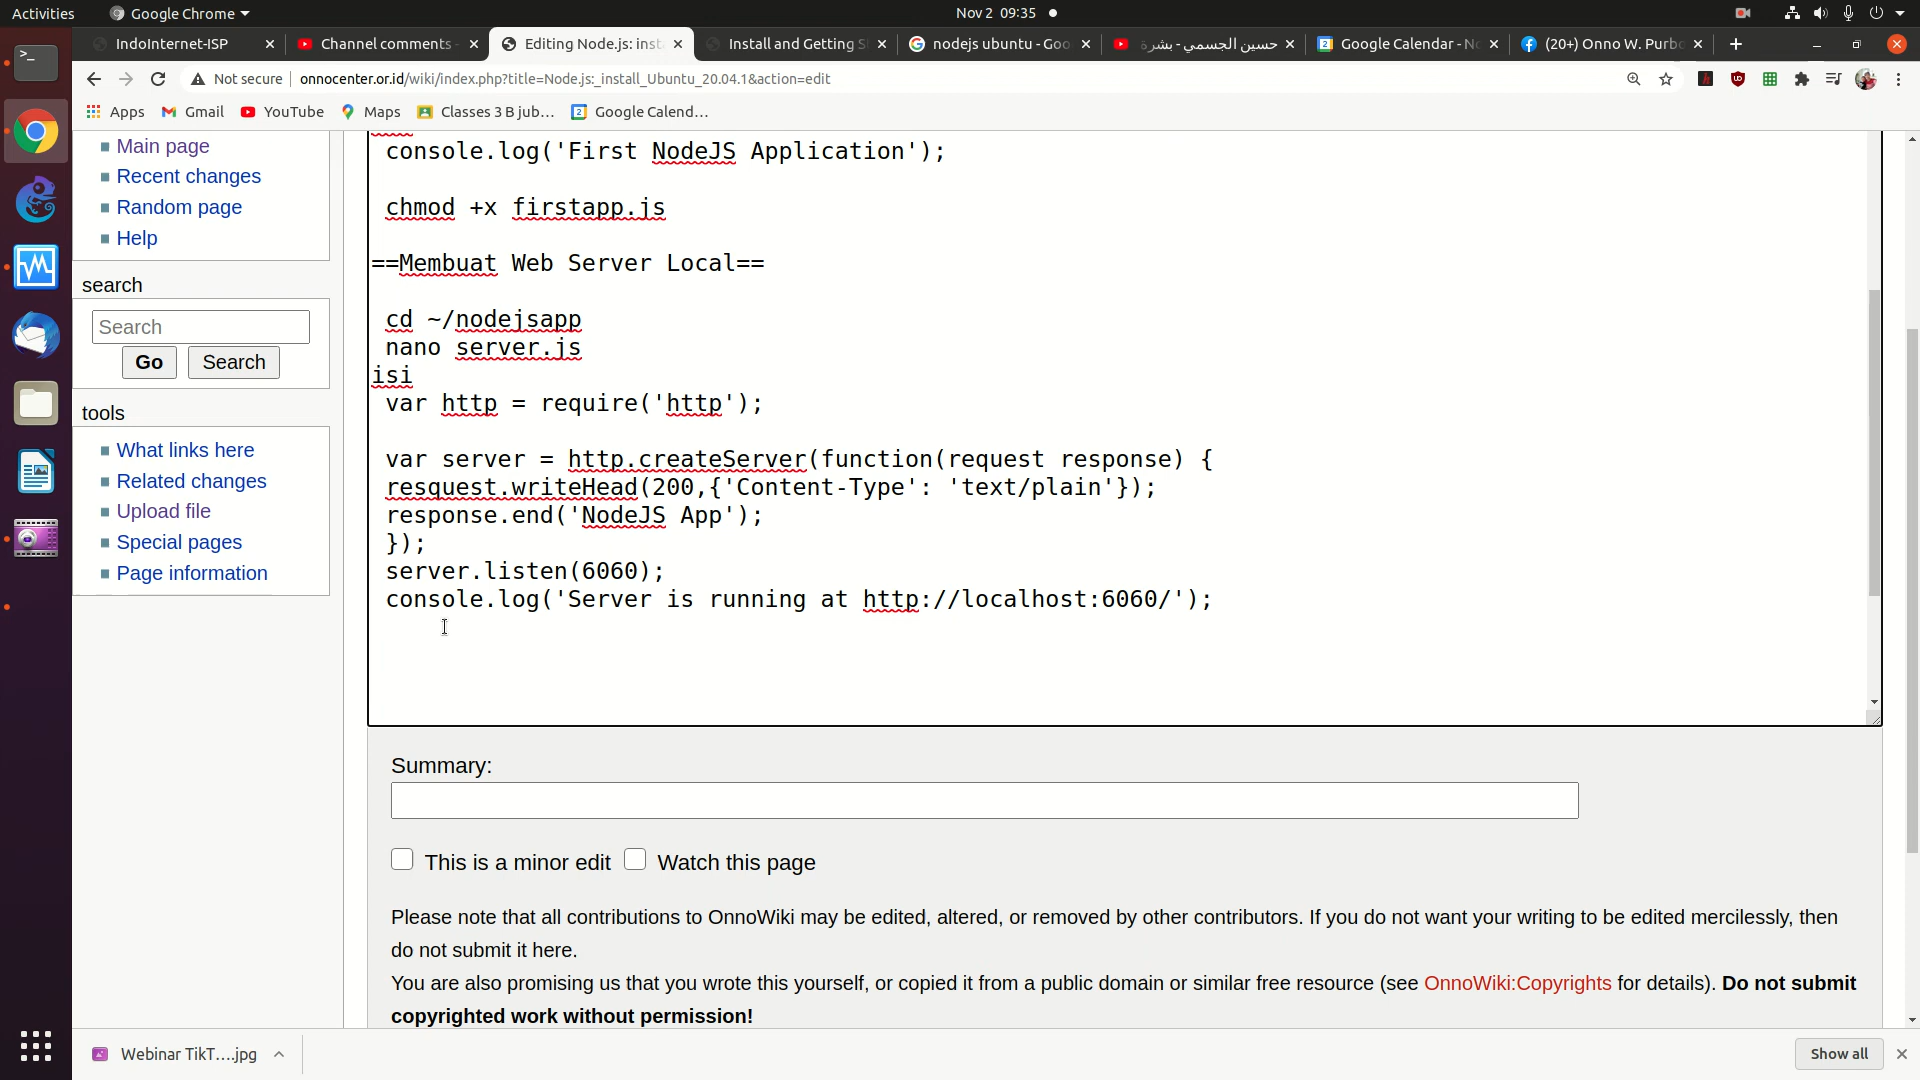 Activities
Google Chrome
Nov 2 09:35
IndoInternet-ISP
Channel comments -
Editing Node.js: inst
Install and Getting S
nodejs ubuntu - Goo
حسين الجسمي - بشرة
Google Calendar - No
(20+) Onno W. Purbo
Not secure
onnocenter.or.id/wiki/index.php?title=Node.js:_install_Ubuntu_20.04.1&action=edit
Apps
Gmail
YouTube
Maps
Classes 3 B jub...
Google Calend...
Main page
Recent changes
Random page
Help
search
Search
Go
Search
tools
What links here
Related changes
Upload file
Special pages
Page information
console.log('First NodeJS Application');
chmod +x firstapp.js
==Membuat Web Server Local==
cd ~/nodejsapp
nano server.js
isi
var http = require('http');
var server = http.createServer(function(request response) {
resquest.writeHead(200,{'Content-Type': 'text/plain'});
response.end('NodeJS App');
});
server.listen(6060);
console.log('Server is running at http://localhost:6060/');
Summary:
This is a minor edit
Watch this page
Please note that all contributions to OnnoWiki may be edited, altered, or removed by other contributors. If you do not want your writing to be edited mercilessly, then
do not submit it here.
You are also promising us that you wrote this yourself, or copied it from a public domain or similar free resource (see OnnoWiki:Copyrights for details). Do not submit
copyrighted work without permission!
Webinar TikT....jpg
Show all